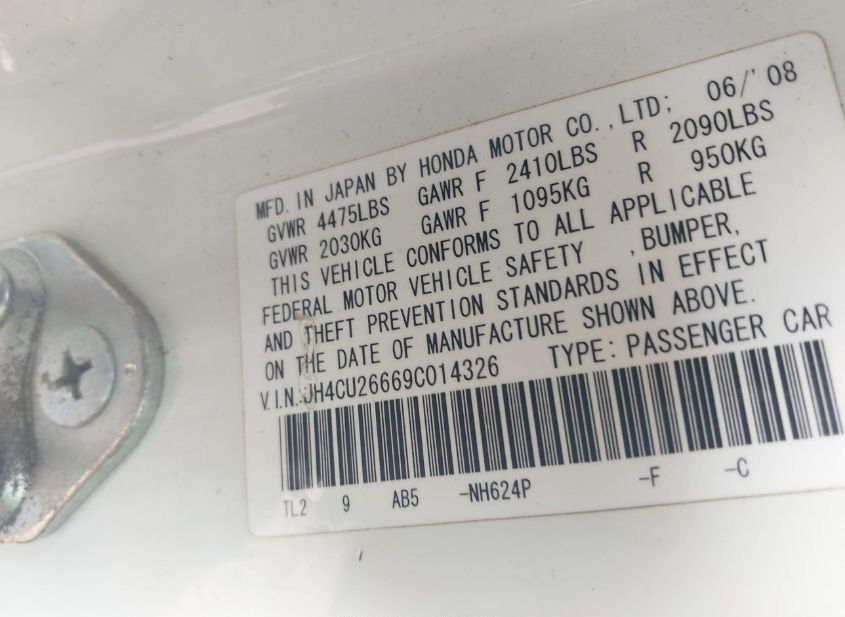 MFD. IN JAPAN BY HONDA MOTOR CO.,LTD; 06/'08
GVWR 4475LBS GAWR F 2410LBS R 2090LBS
GVWR 2030KG GAWR F 1095KG R 950KG
THIS VEHICLE CONFORMS TO ALL APPLICABLE
FEDERAL MOTOR VEHICLE SAFETY ,BUMPER,
AND THEFT PREVENTION STANDARDS IN EFFECT
ON THE DATE OF MANUFACTURE SHOWN ABOVE.
V.I.N.:JH4CU26669C014326 TYPE:PASSENGER CAR
TL2 9 AB5 -NH624P -F -C